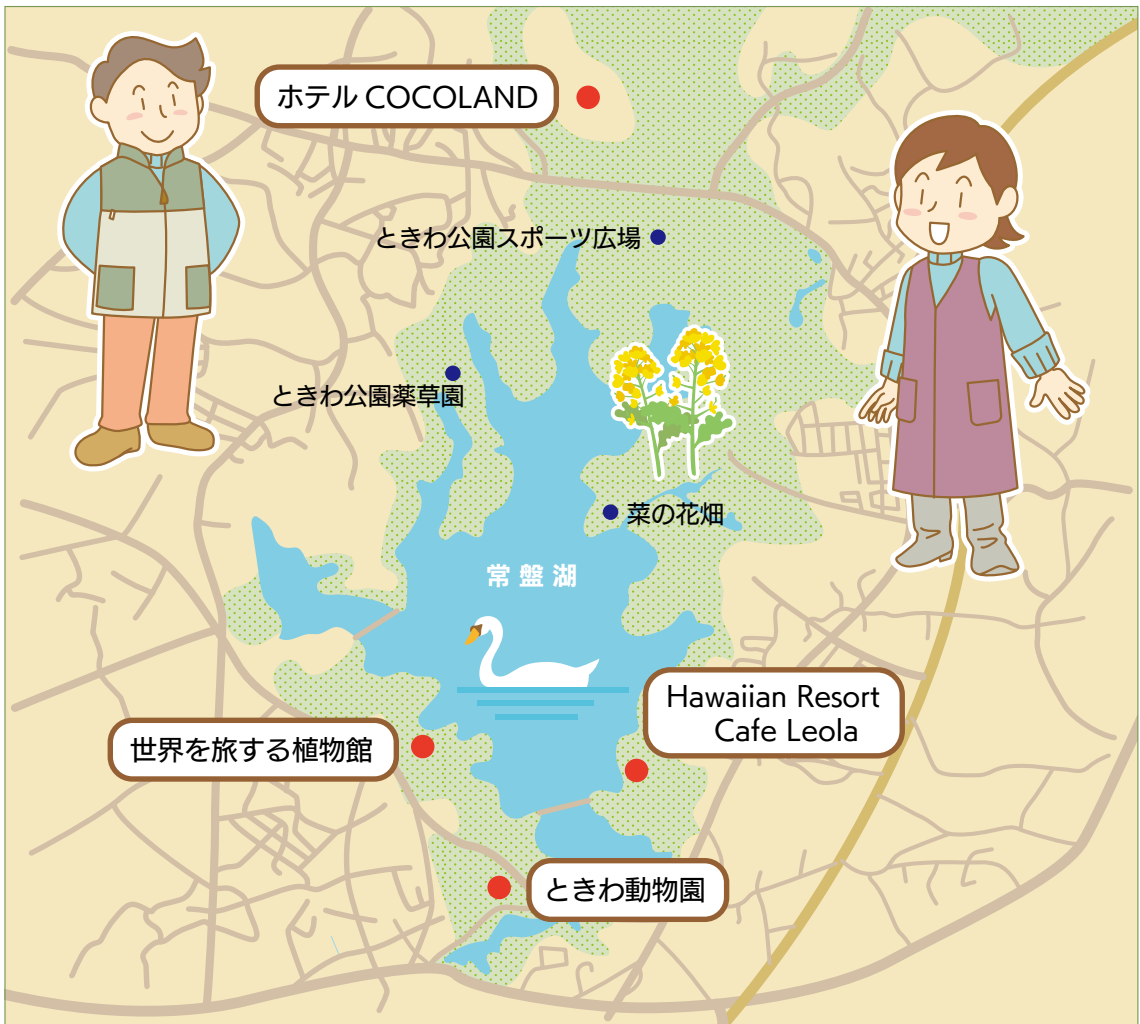 ホテル COCOLAND
ときわ公園スポーツ広場
ときわ公園薬草園
菜の花畑
常盤湖
Hawaiian Resort
Cafe Leola
世界を旅する植物館
ときわ動物園